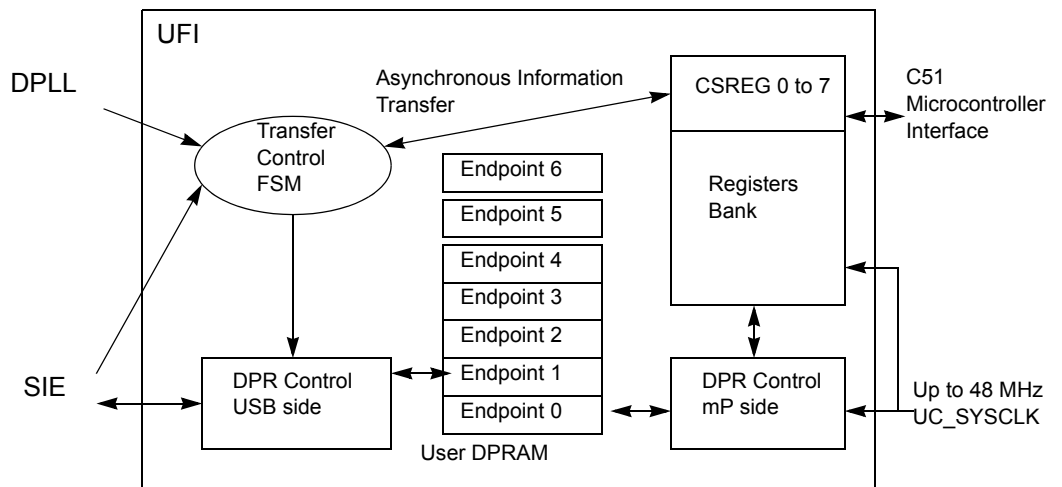 UFI
DPLL
Asynchronous Information
Transfer
CSREG 0 to 7
C51
Microcontroller
Interface
Transfer
Control
FSM
Endpoint 6
Endpoint 5
Endpoint 4
Endpoint 3
Endpoint 2
Endpoint 1
Endpoint 0
Registers
Bank
SIE
DPR Control
USB side
User DPRAM
DPR Control
mP side
Up to 48 MHz
UC_SYSCLK